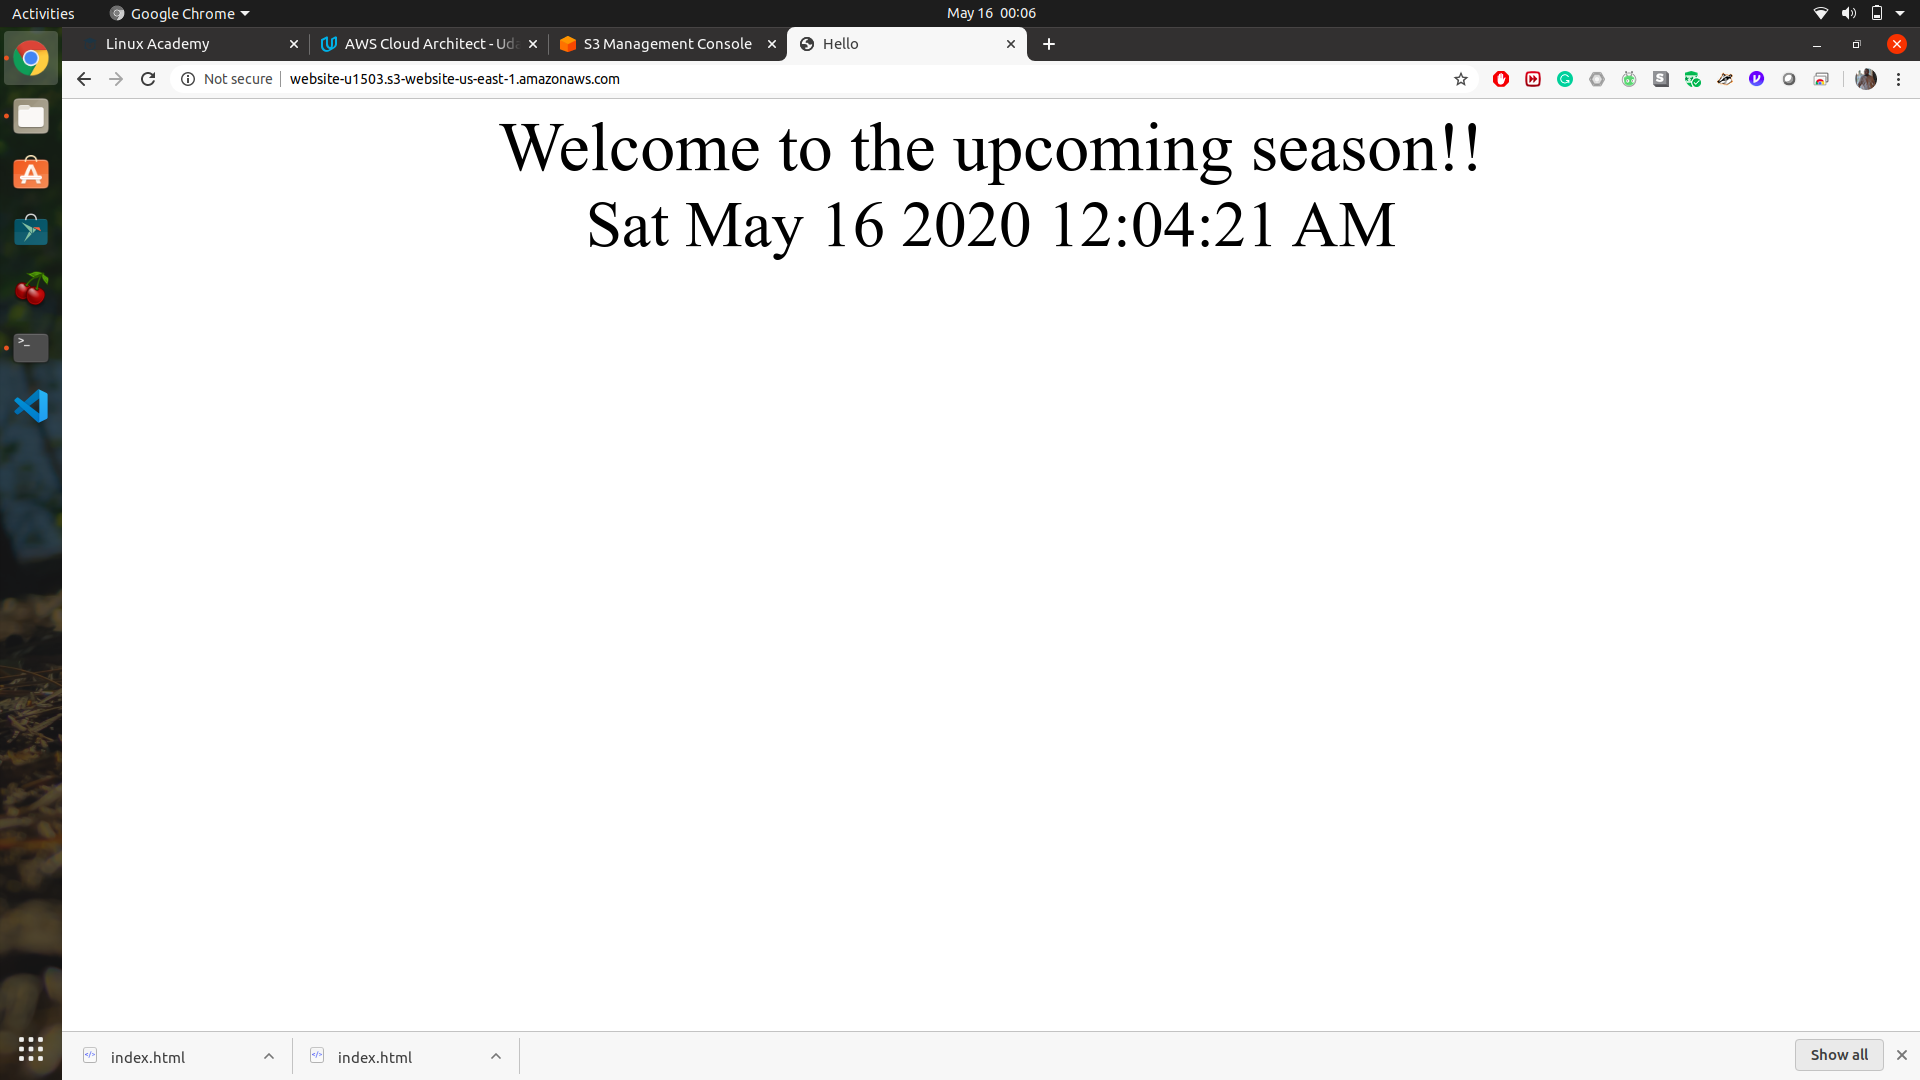 Activities
Google Chrome
May 16 00:06
Linux Academy
AWS Cloud Architect - Uda
S3 Management Console
Hello
Not secure
website-u1503.s3-website-us-east-1.amazonaws.com
Welcome to the upcoming season!!
Sat May 16 2020 12:04:21 AM
index.html
index.html
Show all